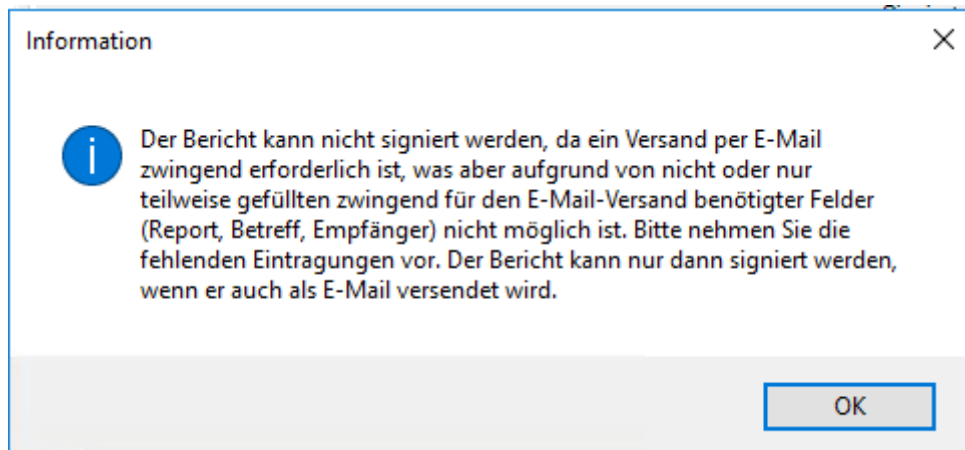 Information
Der Bericht kann nicht signiert werden, da ein Versand per E-Mail
zwingend erforderlich ist, was aber aufgrund von nicht oder nur
teilweise gefüllten zwingend für den E-Mail-Versand benötigter Felder
(Report, Betreff, Empfänger) nicht möglich ist. Bitte nehmen Sie die
fehlenden Eintragungen vor. Der Bericht kann nur dann signiert werden,
wenn er auch als E-Mail versendet wird.
OK